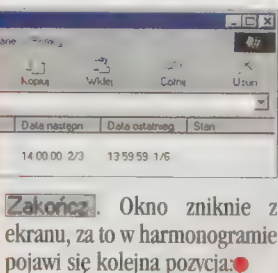 Kopiuj Wklej Cofnij Usuń
Data następn Data ostatnieg Stan
14:00:00 2/3 13:59:59 1/6
Zakończ. Okno zniknie z
ekranu, za to w harmonogramie
pojawi się kolejna pozycja: